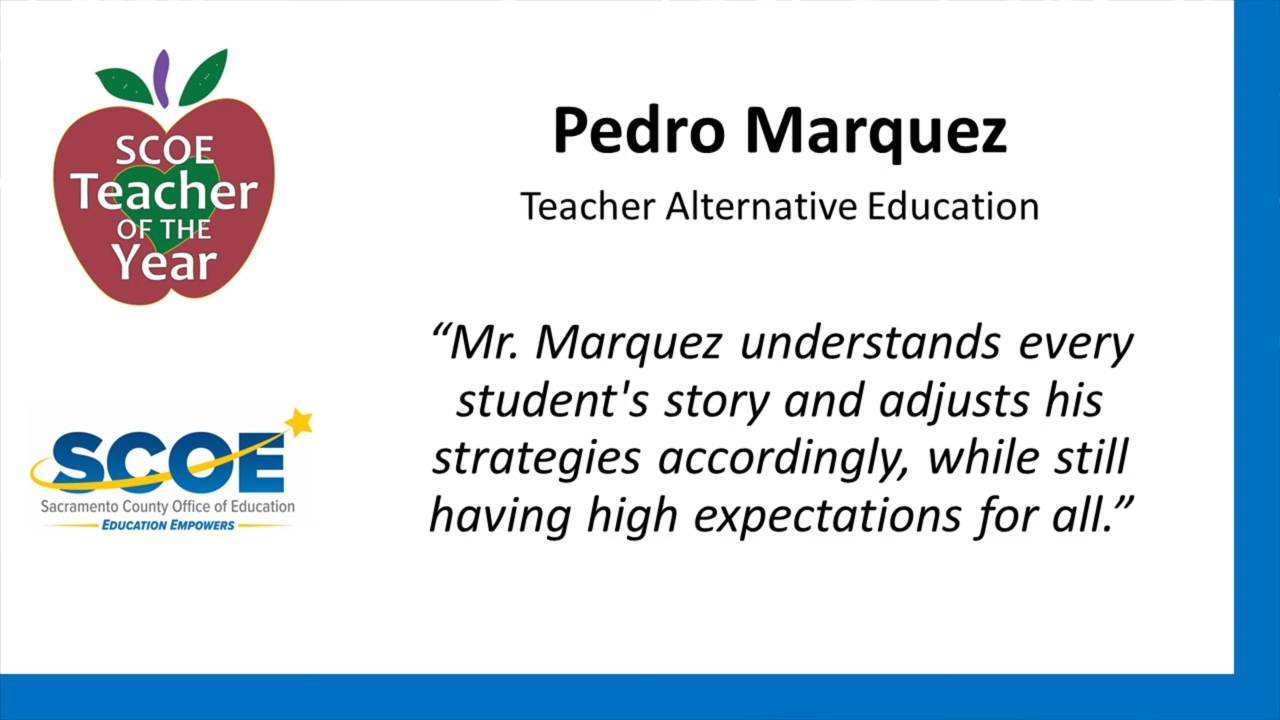 SCOE
Teacher
OF THE
Year
Pedro Marquez
Teacher Alternative Education
“Mr. Marquez understands every
student's story and adjusts his
strategies accordingly, while still
having high expectations for all.”
SCOE
Sacramento County Office of Education
EDUCATION EMPOWERS